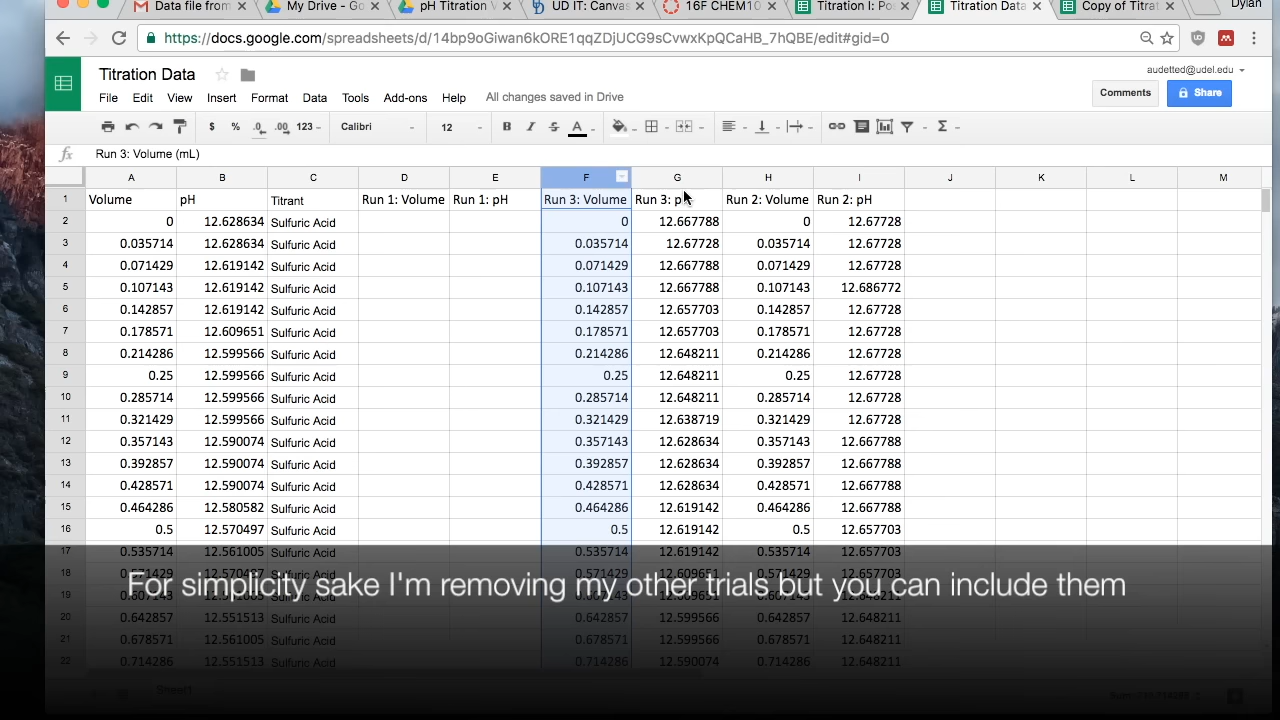 Data file from My Drive - Go pH Titration V UD IT: Canvas 16F CHEM10 Titration I: Pos Titration Data Copy of Titrat Dylan
https://docs.google.com/spreadsheets/d/14bp9oGiwan6kORE1qqZDjUCG9sCvwxKpQCaHB_7hQBE/edit#gid=0
Titration Data audetted@udel.edu
File Edit View Insert Format Data Tools Add-ons Help All changes saved in Drive Comments Share
$ % .0 .00 123 Calibri 12 B I S A
fx Run 3: Volume (mL)
A B C D E F G H I J K L M
1 Volume pH Titrant Run 1: Volume Run 1: pH Run 3: Volume Run 3: pH Run 2: Volume Run 2: pH
2 0 12.628634 Sulfuric Acid 0 12.667788 0 12.67728
3 0.035714 12.628634 Sulfuric Acid 0.035714 12.67728 0.035714 12.67728
4 0.071429 12.619142 Sulfuric Acid 0.071429 12.667788 0.071429 12.67728
5 0.107143 12.619142 Sulfuric Acid 0.107143 12.667788 0.107143 12.686772
6 0.142857 12.619142 Sulfuric Acid 0.142857 12.657703 0.142857 12.67728
7 0.178571 12.609651 Sulfuric Acid 0.178571 12.657703 0.178571 12.67728
8 0.214286 12.599566 Sulfuric Acid 0.214286 12.648211 0.214286 12.67728
9 0.25 12.599566 Sulfuric Acid 0.25 12.648211 0.25 12.67728
10 0.285714 12.599566 Sulfuric Acid 0.285714 12.648211 0.285714 12.67728
11 0.321429 12.599566 Sulfuric Acid 0.321429 12.638719 0.321429 12.67728
12 0.357143 12.590074 Sulfuric Acid 0.357143 12.628634 0.357143 12.667788
13 0.392857 12.590074 Sulfuric Acid 0.392857 12.628634 0.392857 12.667788
14 0.428571 12.590074 Sulfuric Acid 0.428571 12.628634 0.428571 12.667788
15 0.464286 12.580582 Sulfuric Acid 0.464286 12.619142 0.464286 12.667788
16 0.5 12.570497 Sulfuric Acid 0.5 12.619142 0.5 12.657703
17 0.535714 12.561005 Sulfuric Acid 0.535714 12.619142 0.535714 12.657703
18 0.571429 Sulfuric Acid 0.571429
For simplicity sake I'm removing my other trials but you can include them
19 Sulfuric Acid
20 0.642857 12.551513 Sulfuric Acid 0.642857 12.599566 0.642857 12.648211
21 0.678571 12.561005 Sulfuric Acid 0.678571 12.599566 0.678571 12.648211
22 0.714286 12.551513 Sulfuric Acid 0.714286 12.590074 0.714286 12.648211
Sheet1